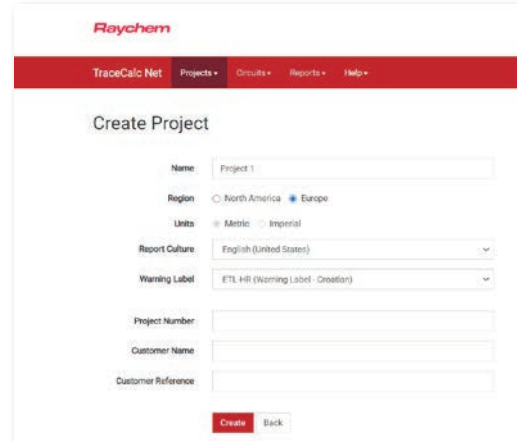 Raychem
TraceCalc Net Projects Circuits Reports Help
Create Project
Name Project 1
Region North America Europe
Units Metric Imperial
Report Culture English (United States)
Warning Label ETL-HR (Warning Label - Croatian)
Project Number
Customer Name
Customer Reference
Create Back